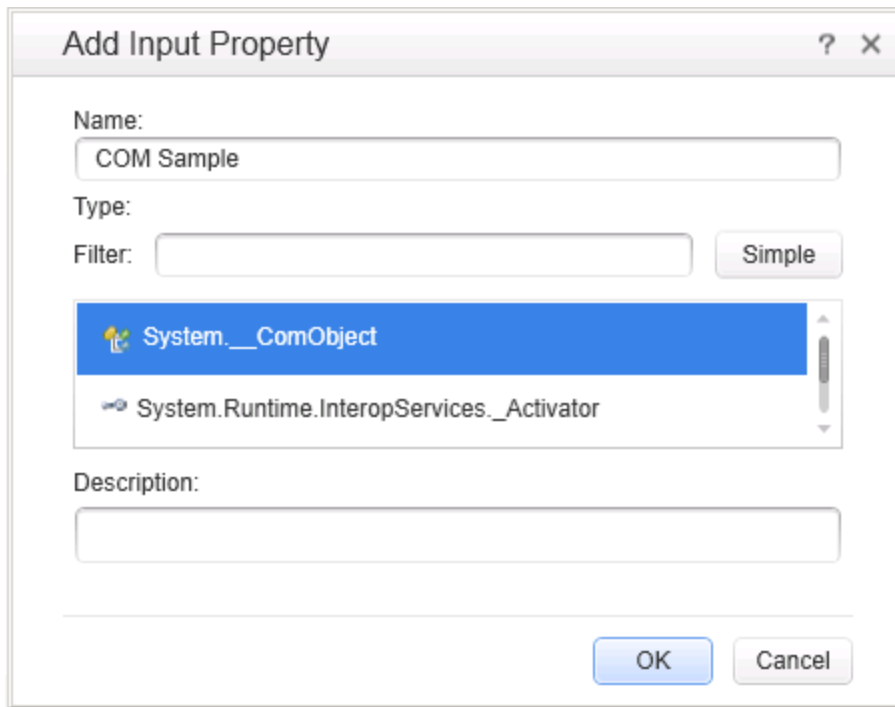 Add Input Property ? ×
Name:
COM Sample
Type:
Filter: Simple
System.__ComObject
System.Runtime.InteropServices._Activator
Description:
OK Cancel